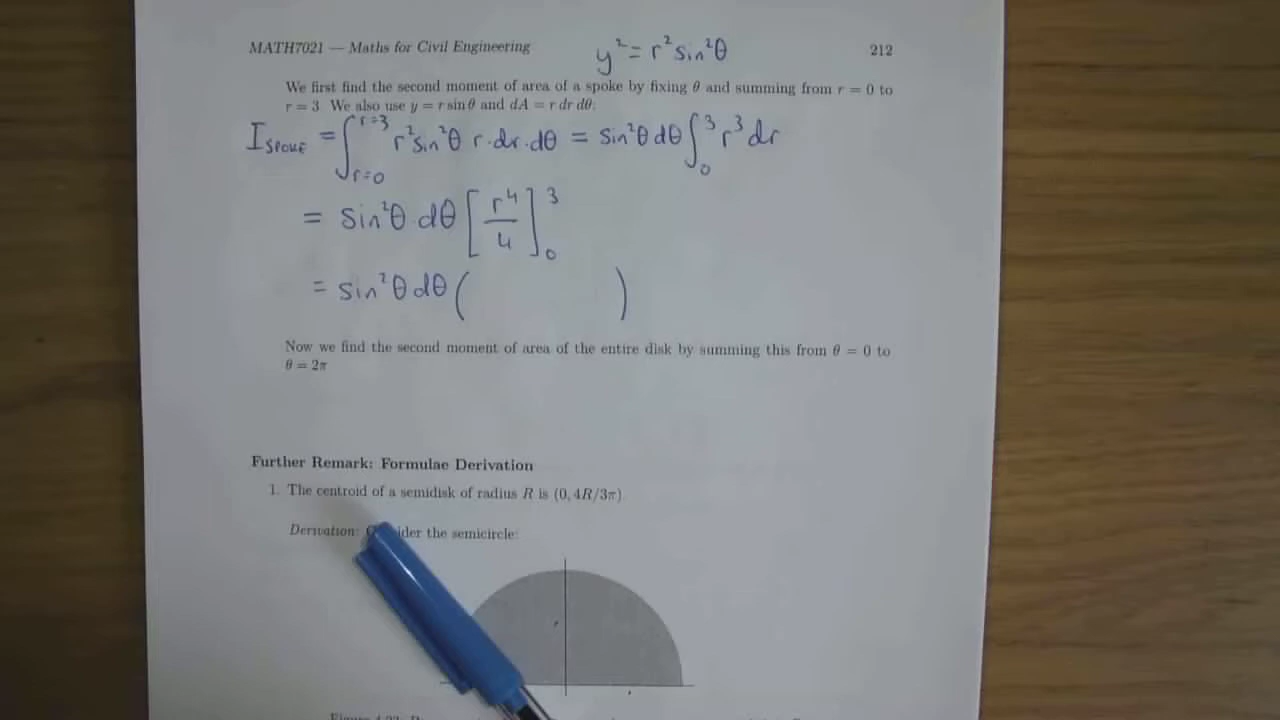 MATH7021 — Maths for Civil Engineering y² = r² sin²θ 212
We first find the second moment of area of a spoke by fixing θ and summing from r = 0 to
r = 3. We also use y = r sin θ and dA = r dr dθ.
I_SPOKE = ∫_{r=0}^{r=3} r² sin²θ r · dr · dθ = sin²θ dθ ∫_0^3 r³ dr
= sin²θ · dθ [r⁴/4]_0^3
= sin²θ dθ ( )
Now we find the second moment of area of the entire disk by summing this from θ = 0 to
θ = 2π
Further Remark: Formulae Derivation
1. The centroid of a semidisk of radius R is (0, 4R/3π).
Derivation: the semicircle: